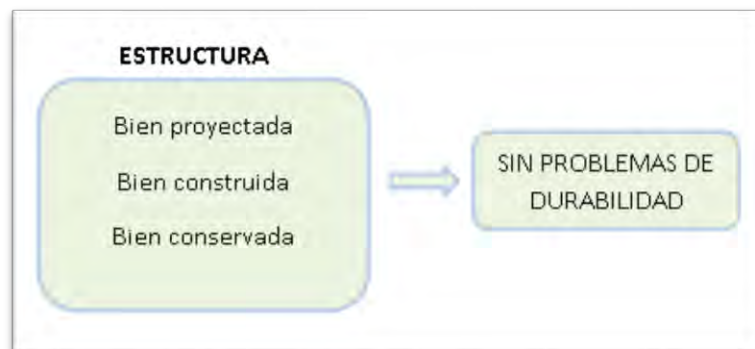 ESTRUCTURA
Bien proyectada
Bien construida
Bien conservada
SIN PROBLEMAS DE
DURABILIDAD